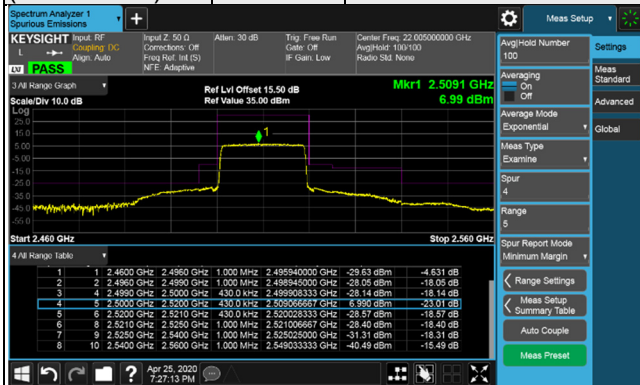 Spectrum Analyzer 1
Spurious Emissions
Meas Setup
KEYSIGHT Input: RF
Coupling: DC
Align: Auto
Input Z: 50 Ω
Corrections: Off
Freq Ref: Int (S)
NFE: Adaptive
Atten: 30 dB
Trig: Free Run
Gate: Off
IF Gain: Low
Center Freq: 22.005000000 GHz
Avg|Hold: 100/100
Radio Std: None
L
LXI PASS
3 All Range Graph
Scale/Div 10.0 dB
Ref Lvl Offset 15.50 dB
Ref Value 35.00 dBm
Mkr1 2.5091 GHz
6.99 dBm
Log
25.0
15.0
5.00
-5.00
-15.0
-25.0
-35.0
-45.0
-55.0
1
Start 2.460 GHz
Stop 2.560 GHz
4 All Range Table
1 1 2.4600 GHz 2.4960 GHz 1.000 MHz 2.495940000 GHz -29.63 dBm -4.631 dB
2 2 2.4960 GHz 2.4990 GHz 1.000 MHz 2.498945000 GHz -28.05 dBm -18.05 dB
3 4 2.4990 GHz 2.5000 GHz 430.0 kHz 2.499908333 GHz -28.14 dBm -18.14 dB
4 5 2.5000 GHz 2.5200 GHz 430.0 kHz 2.509066667 GHz 6.990 dBm -23.01 dB
5 6 2.5200 GHz 2.5210 GHz 430.0 kHz 2.520028333 GHz -28.57 dBm -18.57 dB
6 8 2.5210 GHz 2.5250 GHz 1.000 MHz 2.521006667 GHz -28.40 dBm -18.40 dB
7 9 2.5250 GHz 2.5400 GHz 1.000 MHz 2.525025000 GHz -31.31 dBm -18.31 dB
8 10 2.5400 GHz 2.5600 GHz 1.000 MHz 2.549033333 GHz -40.49 dBm -15.49 dB
Apr 25, 2020
7:27:13 PM
Avg|Hold Number
100
Averaging
On
Off
Average Mode
Exponential
Meas Type
Examine
Spur
4
Range
5
Spur Report Mode
Minimum Margin
Range Settings
Meas Setup
Summary Table
Auto Couple
Meas Preset
Settings
Meas
Standard
Advanced
Global